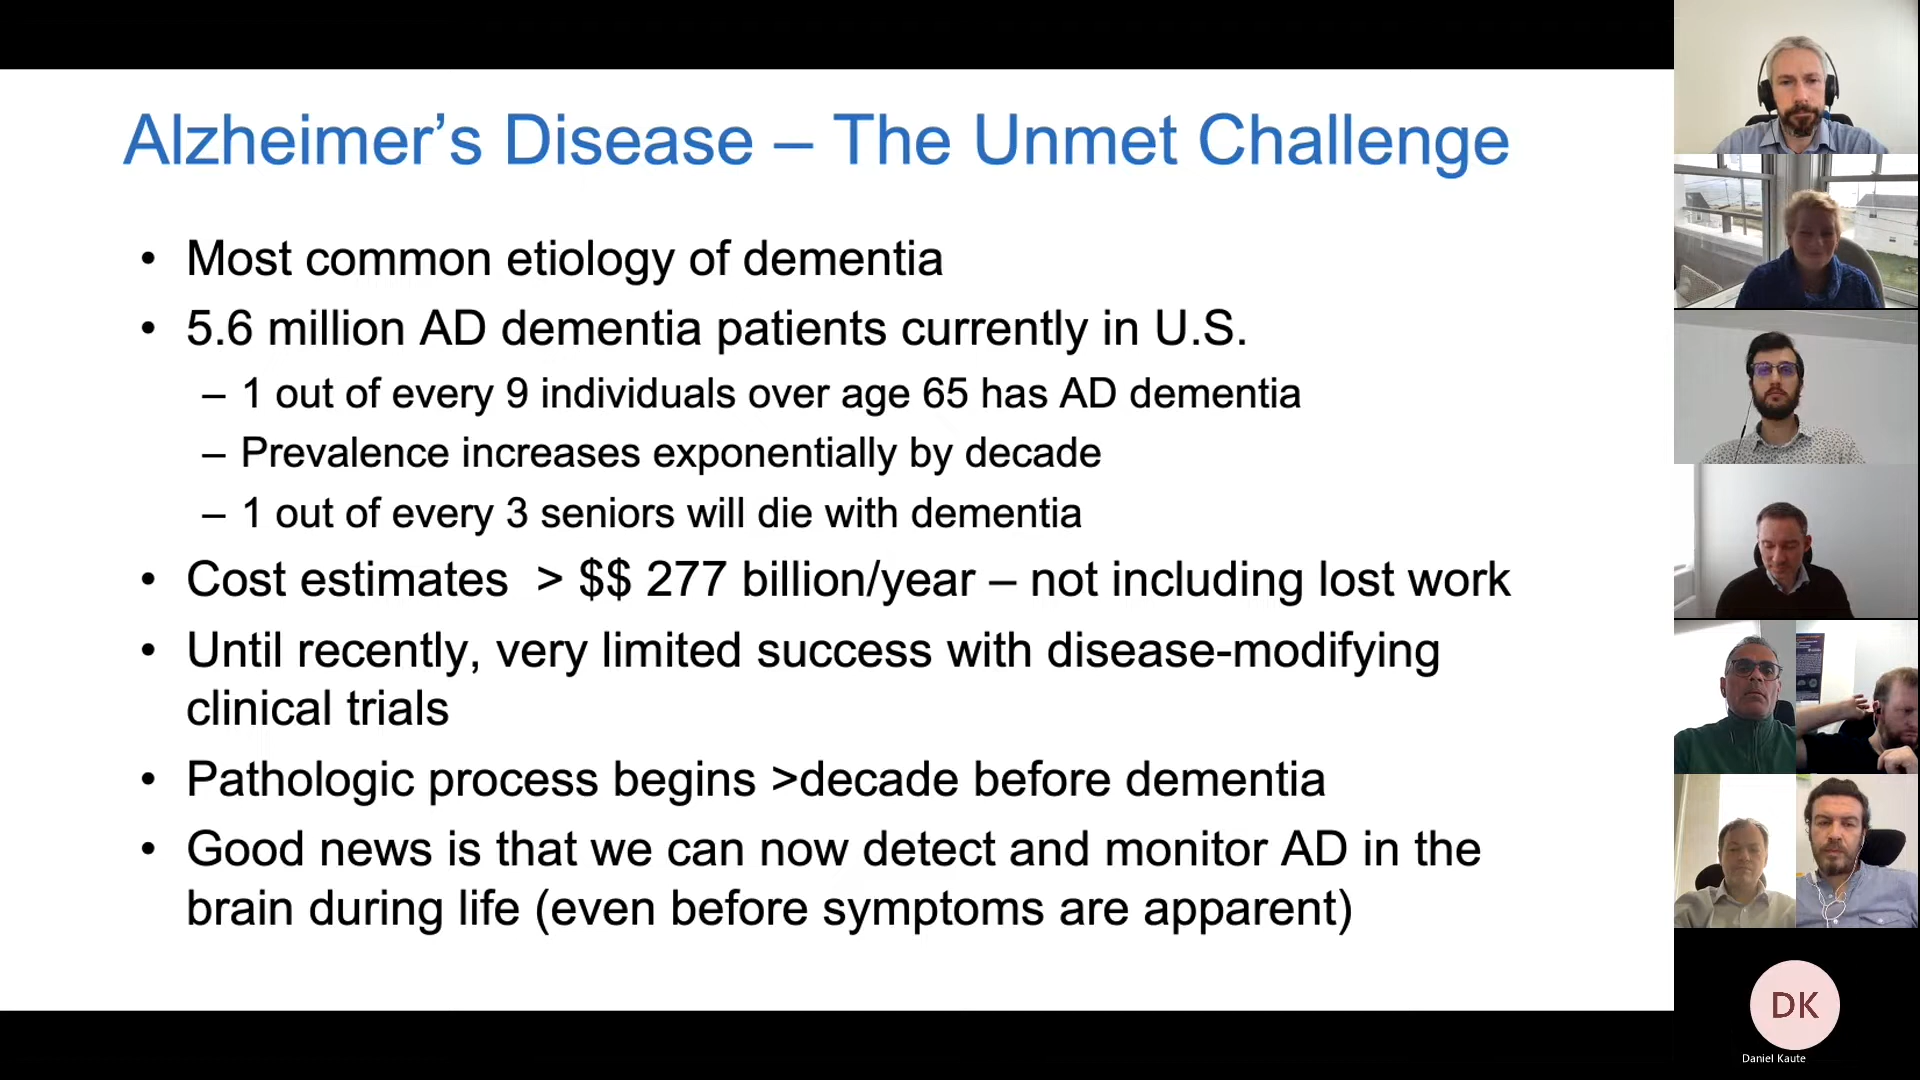 Alzheimer’s Disease – The Unmet Challenge
• Most common etiology of dementia
• 5.6 million AD dementia patients currently in U.S.
– 1 out of every 9 individuals over age 65 has AD dementia
– Prevalence increases exponentially by decade
– 1 out of every 3 seniors will die with dementia
• Cost estimates  > $$ 277 billion/year – not including lost work
• Until recently, very limited success with disease-modifying
clinical trials
• Pathologic process begins >decade before dementia
• Good news is that we can now detect and monitor AD in the
brain during life (even before symptoms are apparent)
DK
Daniel Kaute